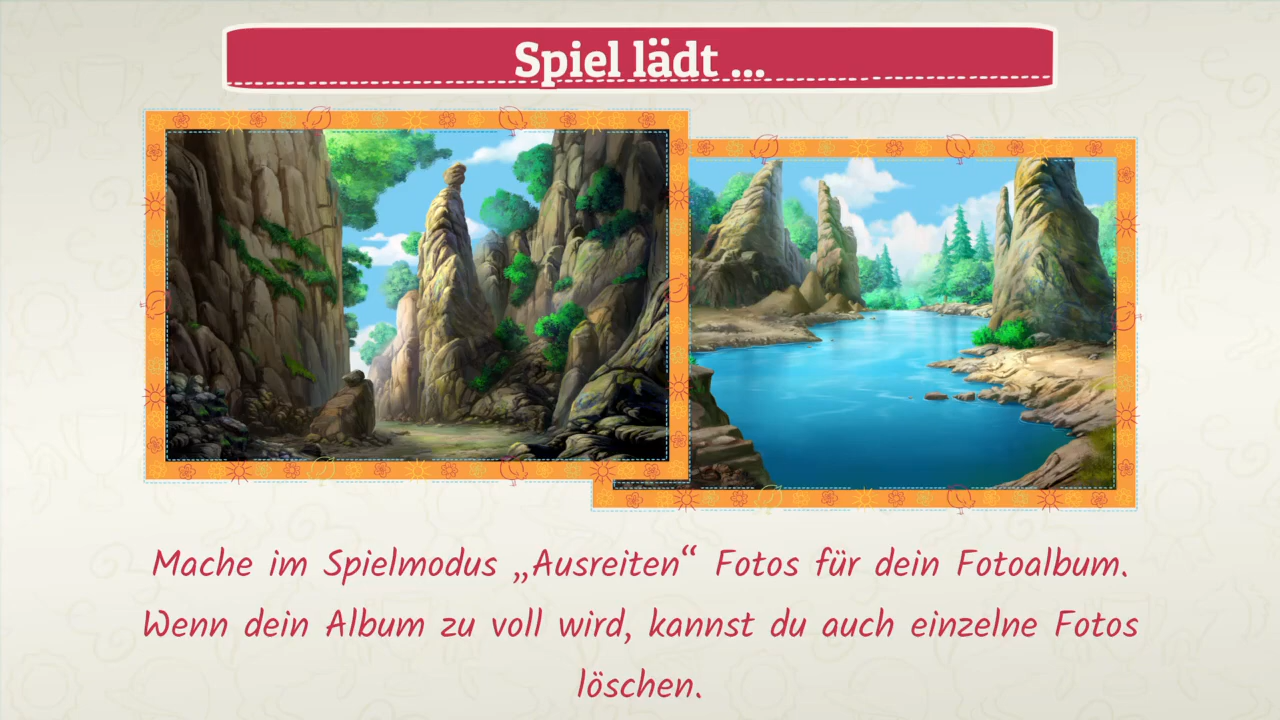 Spiel lädt ...
Mache im Spielmodus „Ausreiten“ Fotos für dein Fotoalbum.
Wenn dein Album zu voll wird, kannst du auch einzelne Fotos
löschen.